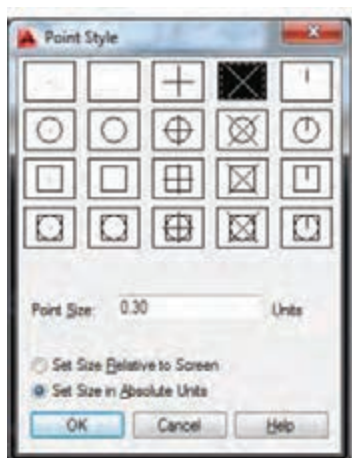 Point Style
Point Size: 0.30 Units
Set Size Relative to Screen
Set Size in Absolute Units
OK Cancel Help